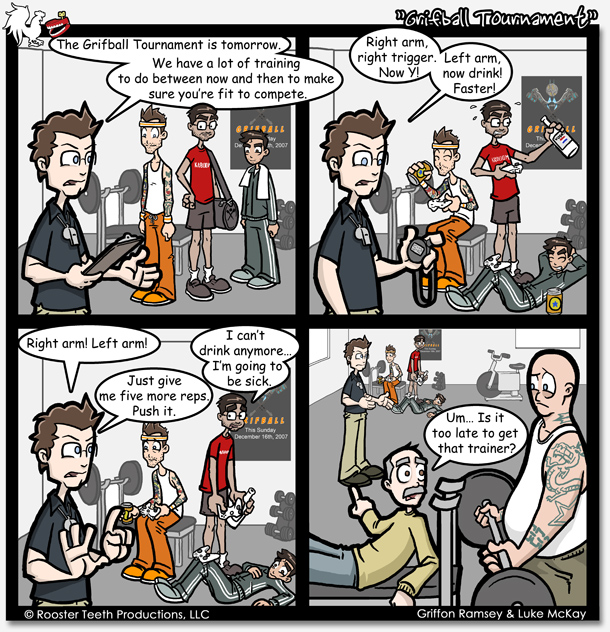 "Grifball Tournament"
The Grifball Tournament is tomorrow.
We have a lot of training
to do between now and then to make
sure you're fit to compete.
GRIFBALL
Right arm,
right trigger.
Now Y!
Left arm,
now drink!
Faster!
Right arm! Left arm!
Just give
me five more reps.
Push it.
I can't
drink anymore...
I'm going to
be sick.
This Sunday
December 16th, 2007
Um... Is it
too late to get
that trainer?
© Rooster Teeth Productions, LLC
Griffon Ramsey & Luke McKay